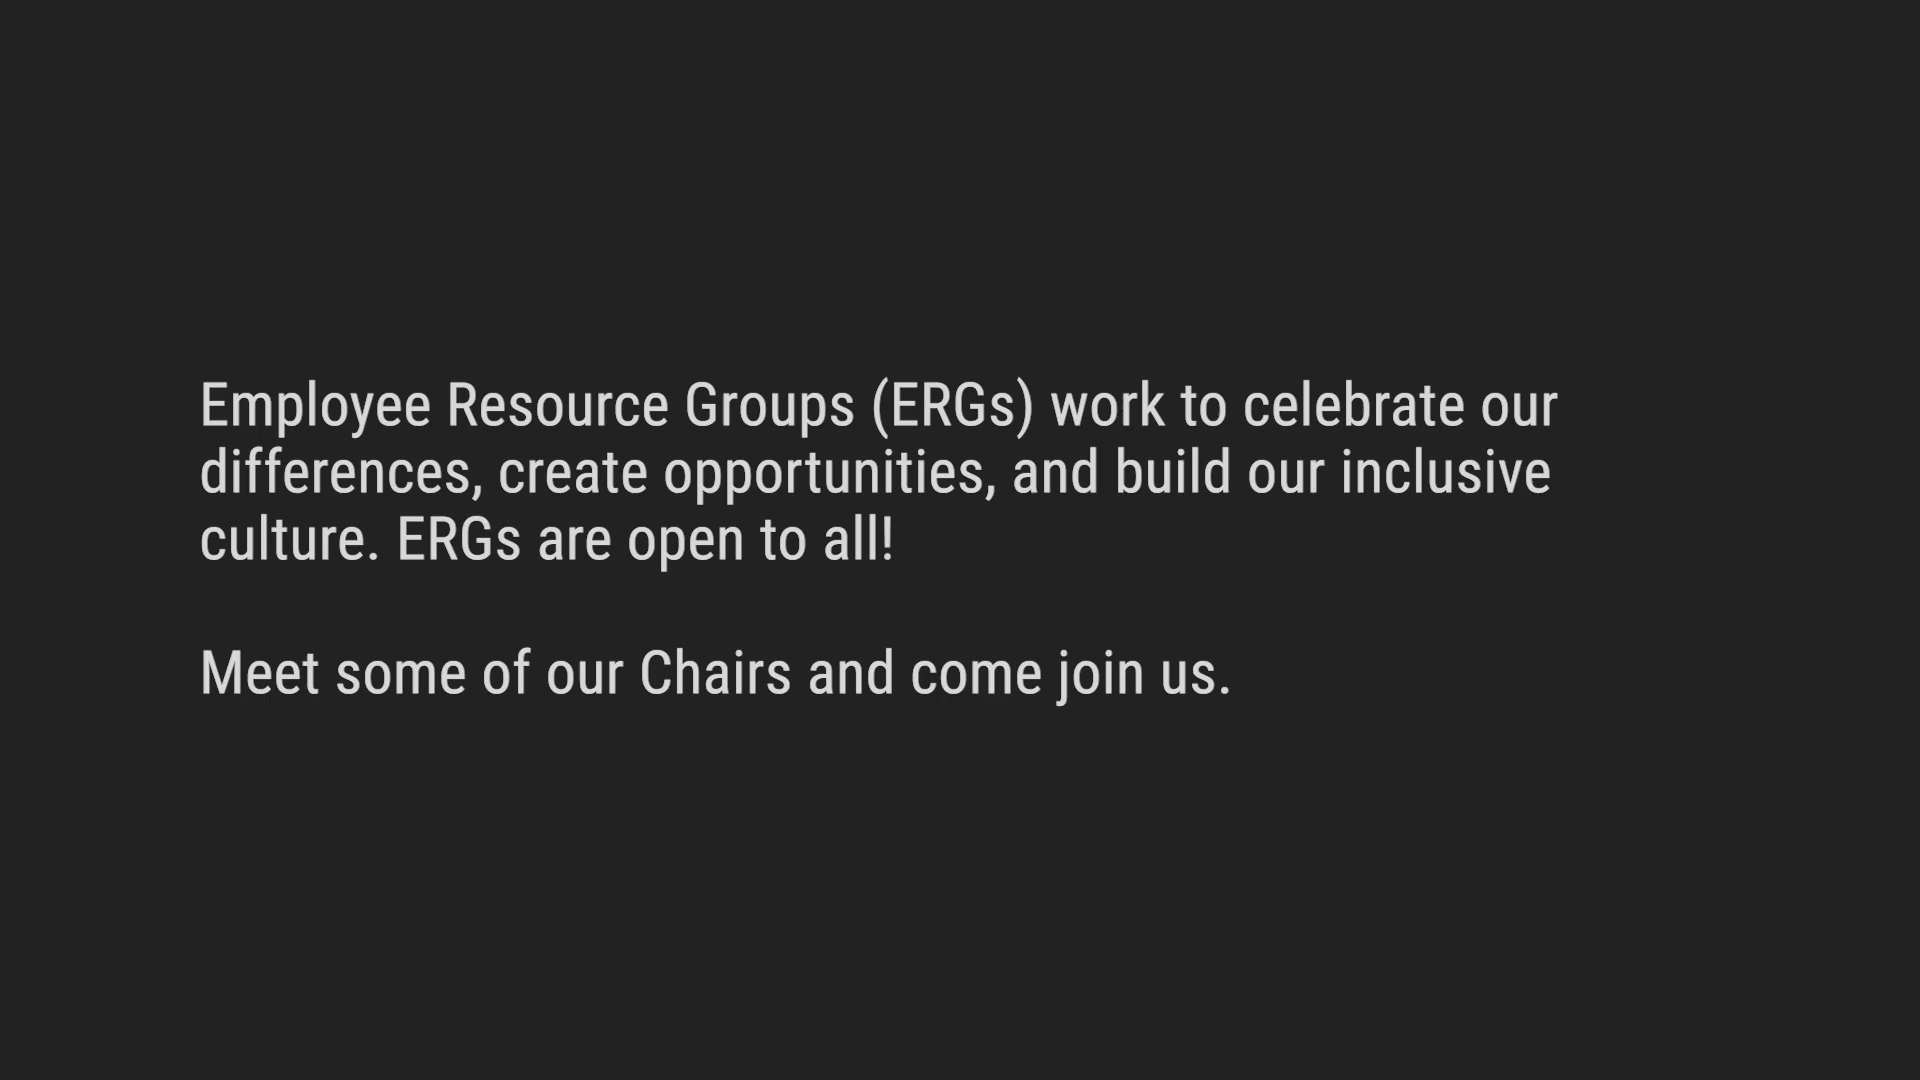 Employee Resource Groups (ERGs) work to celebrate our
differences, create opportunities, and build our inclusive
culture. ERGs are open to all!
Meet some of our Chairs and come join us.